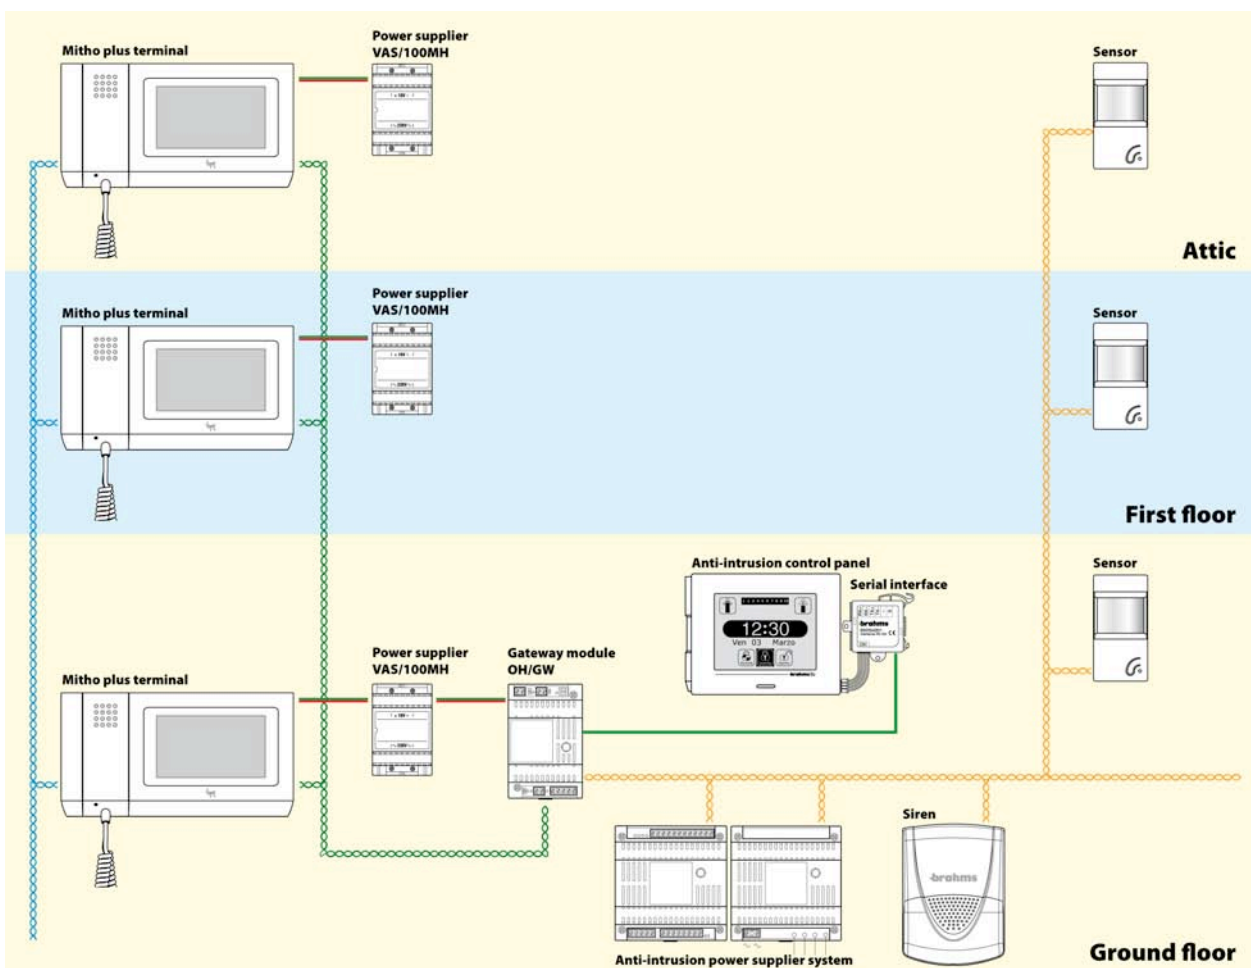 Mitho plus terminal
Power supplier
VAS/100MH
Sensor
Attic
Mitho plus terminal
Power supplier
VAS/100MH
Sensor
First floor
Anti-intrusion control panel
Serial interface
Sensor
12:30
Ven 03 Marzo
brahms
brahms
Mitho plus terminal
Power supplier
VAS/100MH
Gateway module
OH/GW
Siren
brahms
Anti-intrusion power supplier system
Ground floor